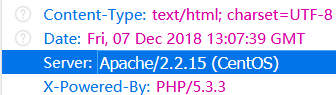 Content-Type: text/html; charset=UTF-8
Date: Fri, 07 Dec 2018 13:07:39 GMT
Server: Apache/2.2.15 (CentOS)
X-Powered-By: PHP/5.3.3